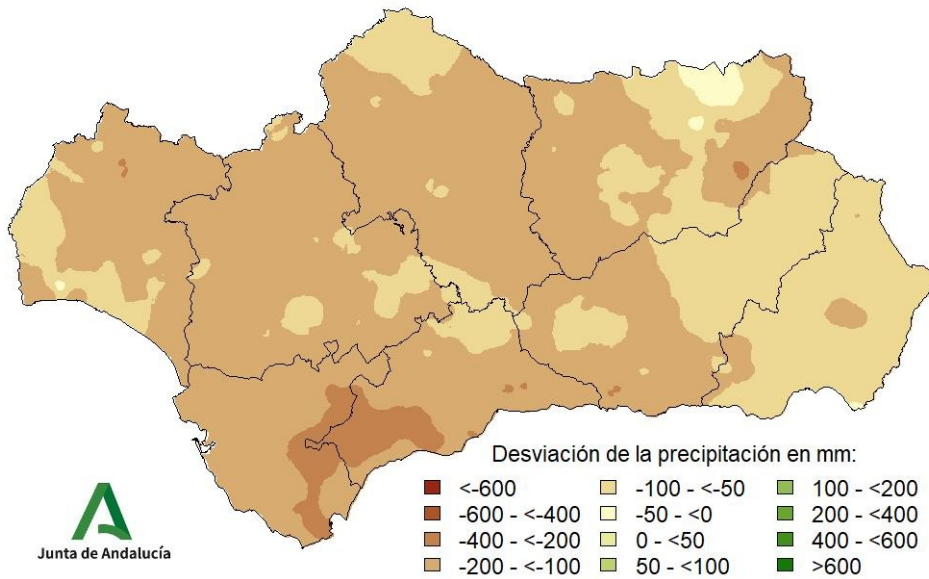 Desviación de la precipitación en mm:
<-600 -100 - <-50 100 - <200
-600 - <-400 -50 - <0 200 - <400
-400 - <-200 0 - <50 400 - <600
-200 - <-100 50 - <100 >600
Junta de Andalucía